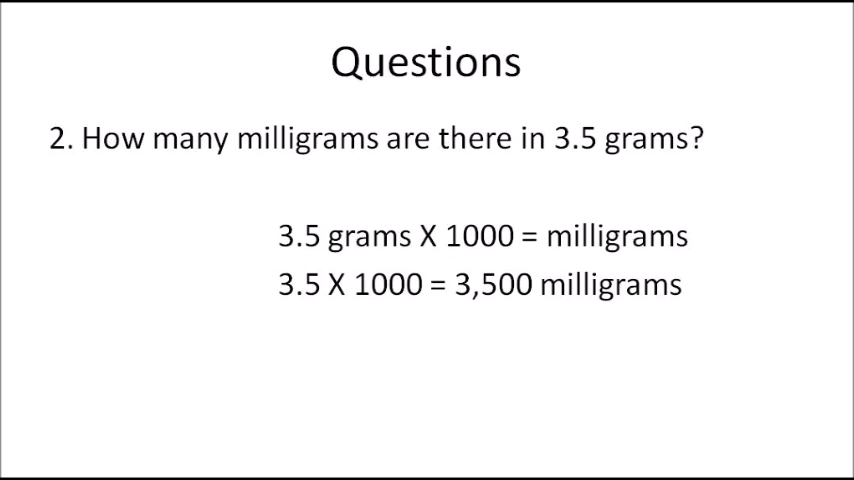 Questions
2. How many milligrams are there in 3.5 grams?
3.5 grams X 1000 = milligrams
3.5 X 1000 = 3,500 milligrams